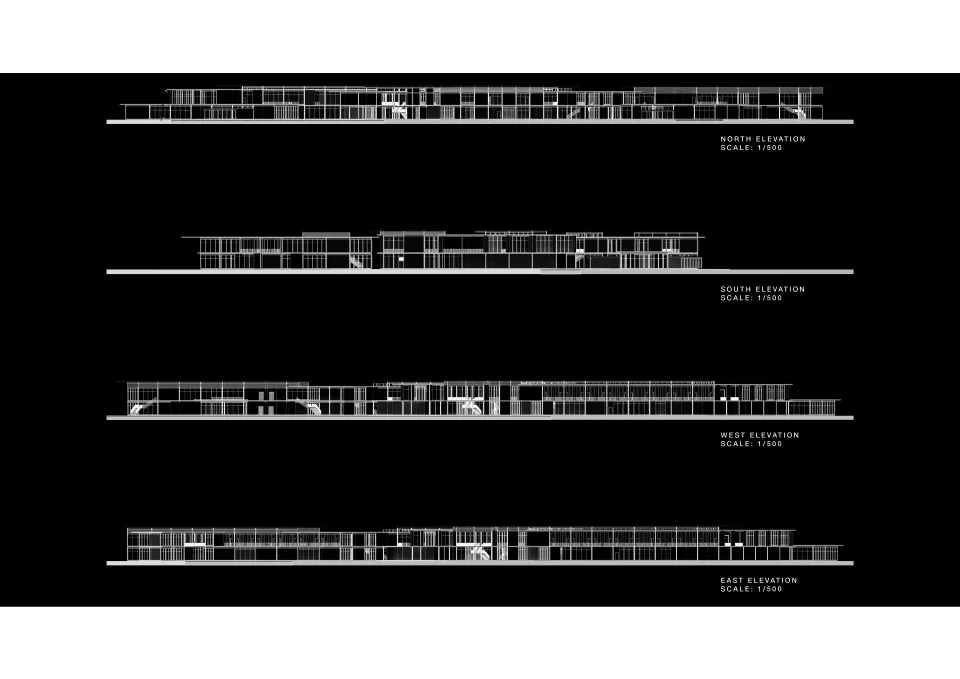 NORTH ELEVATION
SCALE: 1/500
SOUTH ELEVATION
SCALE: 1/500
WEST ELEVATION
SCALE: 1/500
EAST ELEVATION
SCALE: 1/500